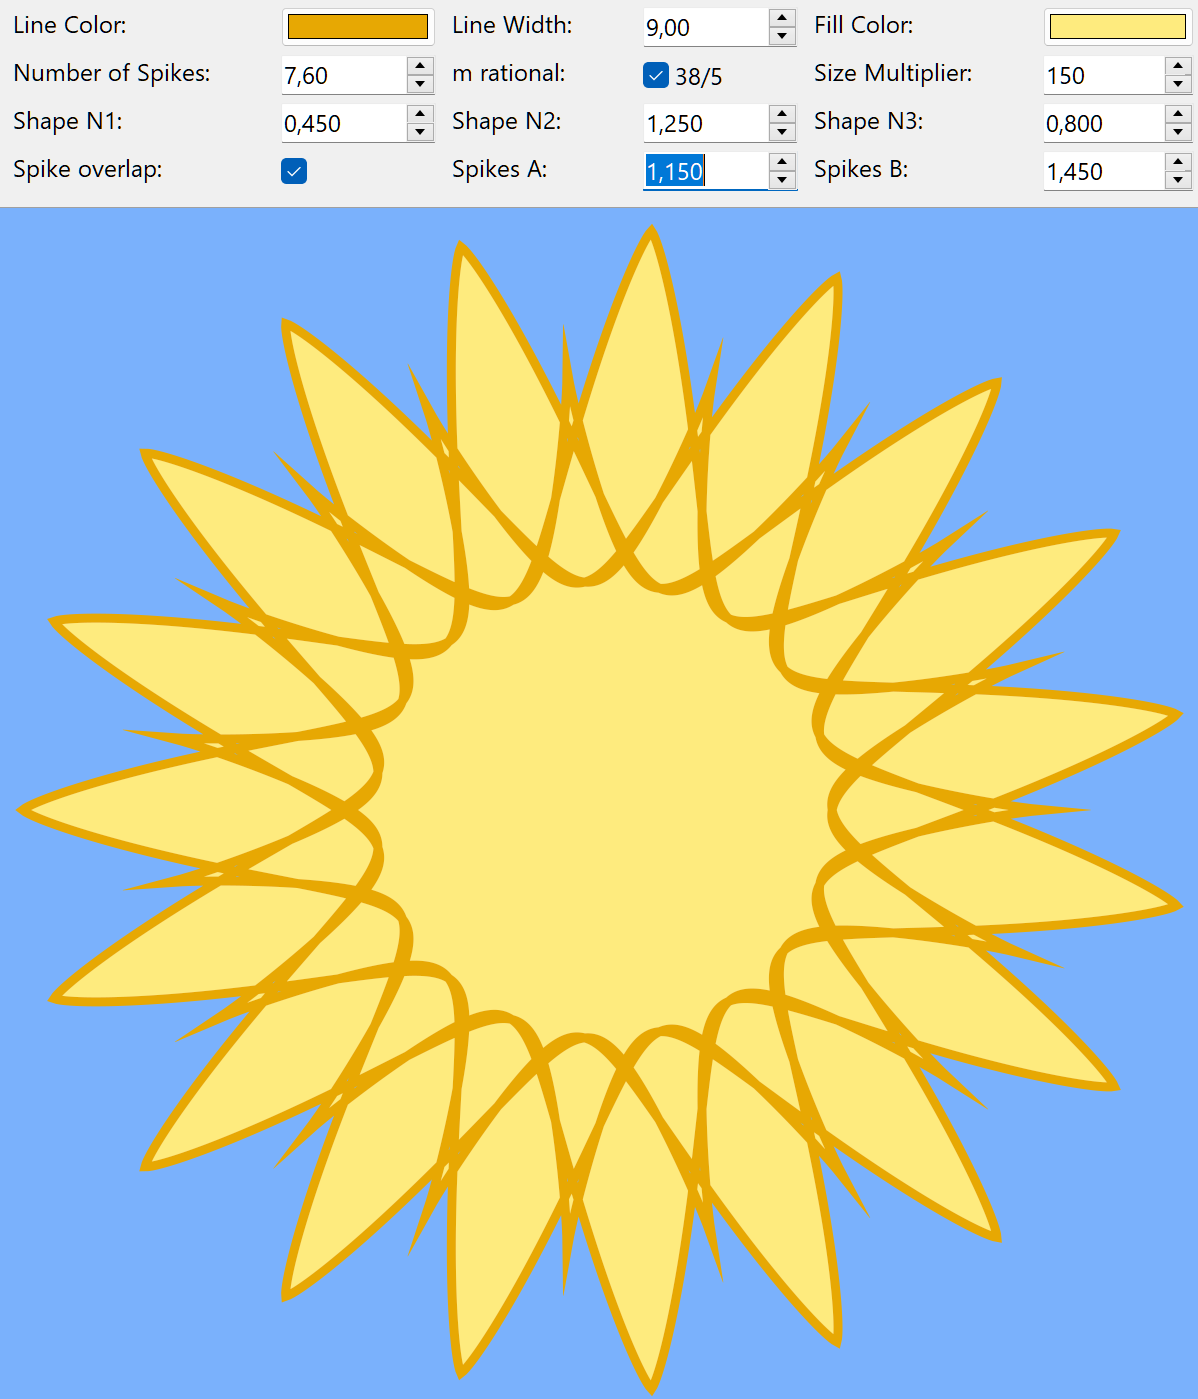 Line Color: Line Width: 9,00 Fill Color:
Number of Spikes: 7,60 m rational: 38/5 Size Multiplier: 150
Shape N1: 0,450 Shape N2: 1,250 Shape N3: 0,800
Spike overlap: Spikes A: 1,150 Spikes B: 1,450